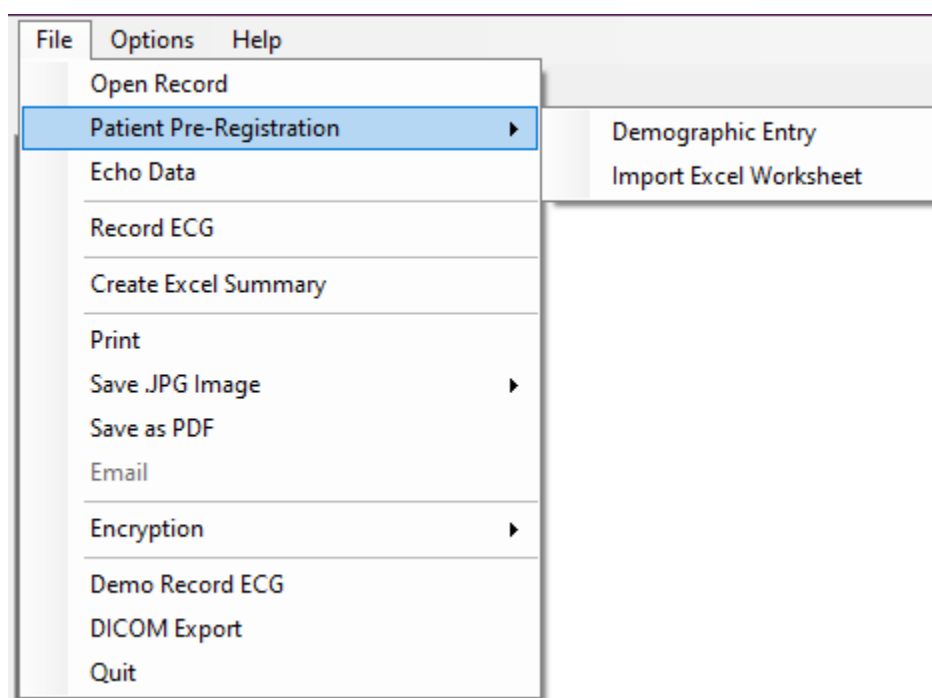 File Options Help
Open Record
Patient Pre-Registration
Demographic Entry
Import Excel Worksheet
Echo Data
Record ECG
Create Excel Summary
Print
Save .JPG Image
Save as PDF
Email
Encryption
Demo Record ECG
DICOM Export
Quit